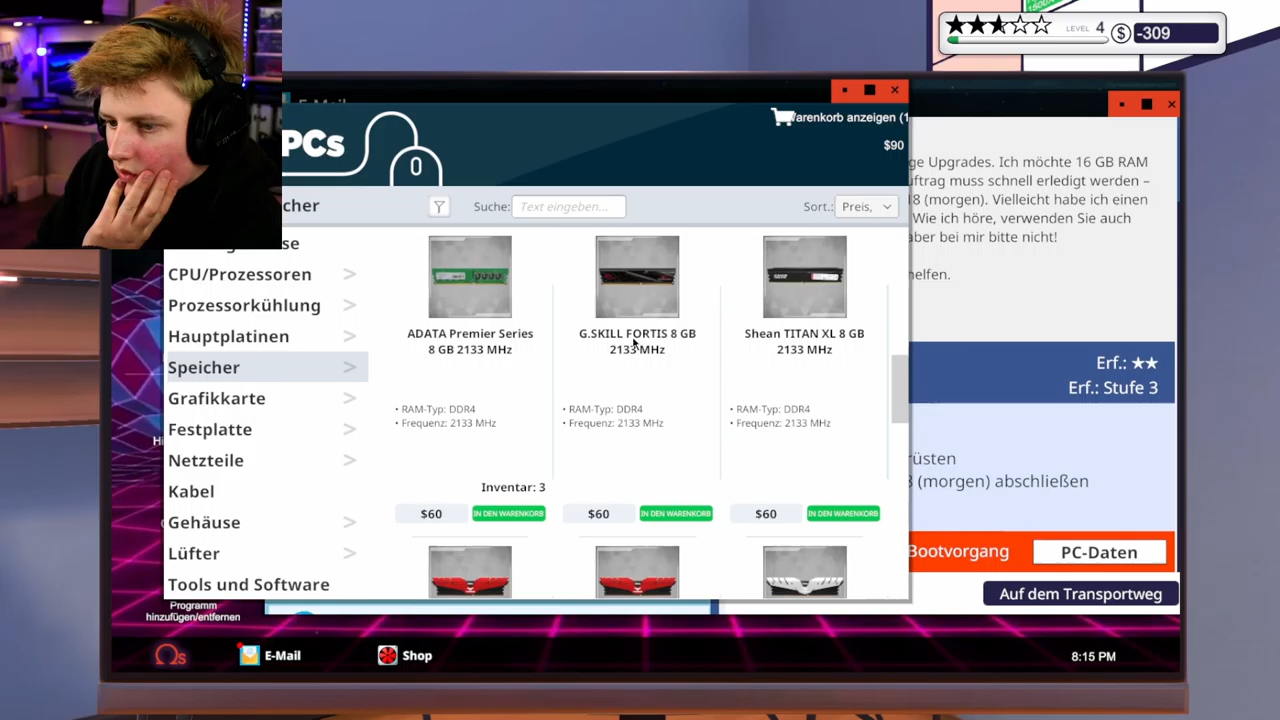 LEVEL 4
$ -309
E-Mail
PCs
arenkorb anzeigen (1
$90
cher
Suche: Text eingeben...
Sort.: Preis,
CPU/Prozessoren >
Prozessorkühlung >
Hauptplatinen >
Speicher >
Grafikkarte >
Festplatte >
Netzteile >
Kabel
Gehäuse >
Lüfter >
Tools und Software
ADATA Premier Series
8 GB 2133 MHz
• RAM-Typ: DDR4
• Frequenz: 2133 MHz
Inventar: 3
$60 IN DEN WARENKORB
G.SKILL FORTIS 8 GB
2133 MHz
• RAM-Typ: DDR4
• Frequenz: 2133 MHz
$60 IN DEN WARENKORB
Shean TITAN XL 8 GB
2133 MHz
• RAM-Typ: DDR4
• Frequenz: 2133 MHz
$60 IN DEN WARENKORB
ge Upgrades. Ich möchte 16 GB RAM
uftrag muss schnell erledigt werden –
8 (morgen). Vielleicht habe ich einen
Wie ich höre, verwenden Sie auch
aber bei mir bitte nicht!
helfen.
Erf.: ★★
Erf.: Stufe 3
rüsten
8 (morgen) abschließen
Bootvorgang
PC-Daten
Auf dem Transportweg
Programm
hinzufügen/entfernen
E-Mail
Shop
8:15 PM